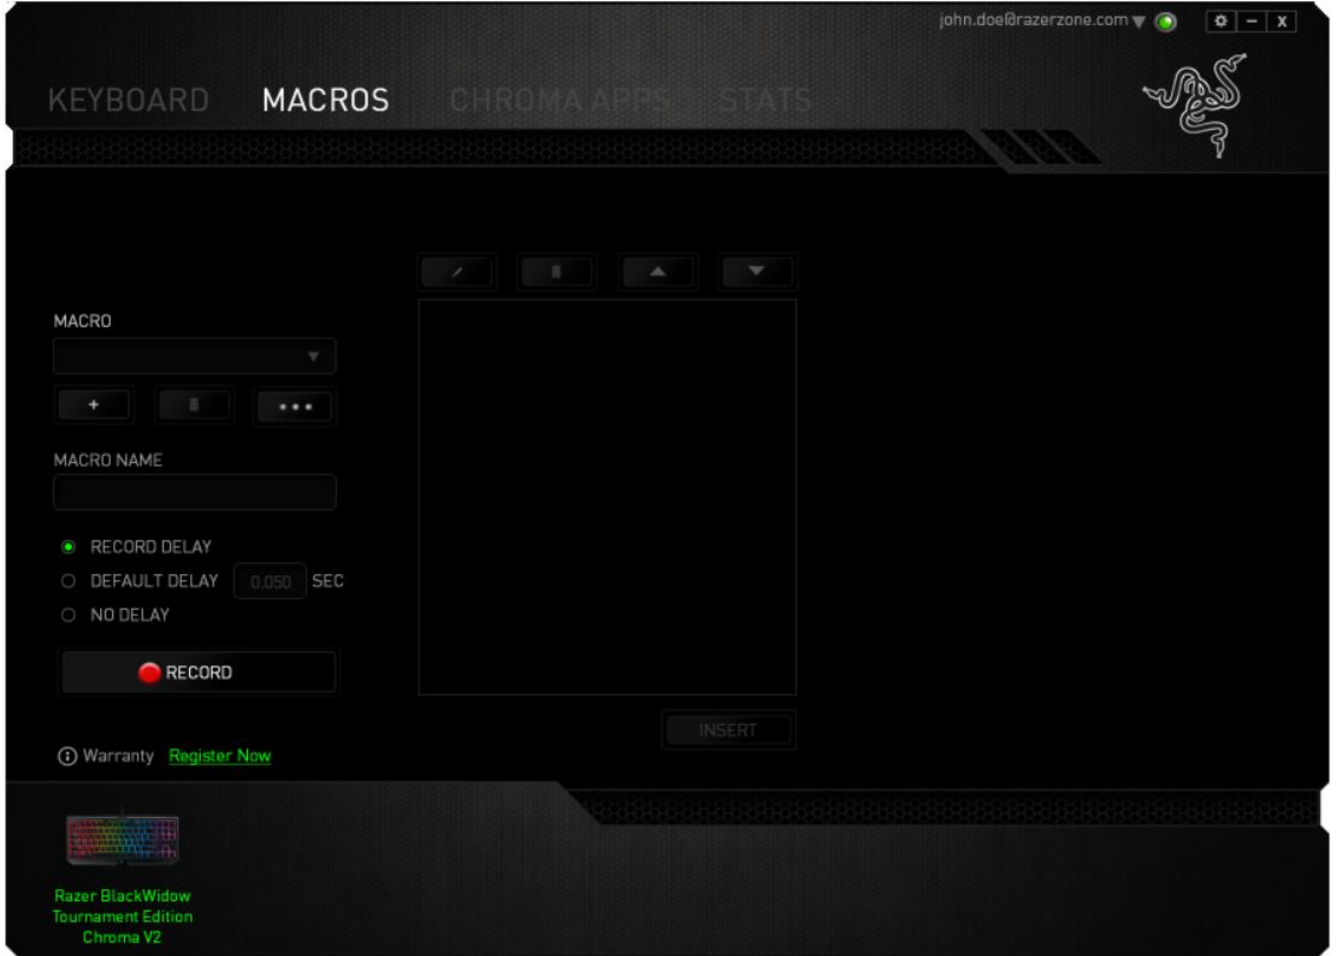 john.doe@razerzone.com
KEYBOARD MACROS CHROMA APPS STATS
MACRO
MACRO NAME
RECORD DELAY
DEFAULT DELAY 0.050 SEC
NO DELAY
RECORD
INSERT
Warranty Register Now
Razer BlackWidow
Tournament Edition
Chroma V2